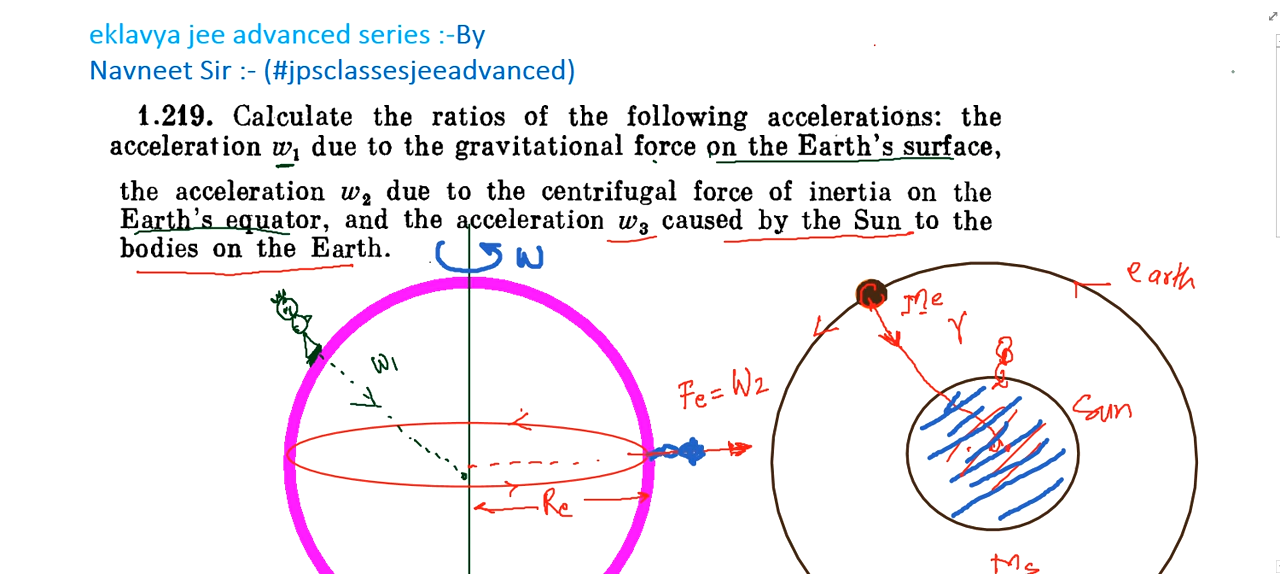 eklavya jee advanced series :-By
Navneet Sir :- (#jpsclassesjeeadvanced)
1.219. Calculate the ratios of the following accelerations: the
acceleration w₁ due to the gravitational force on the Earth's surface,
the acceleration w₂ due to the centrifugal force of inertia on the
Earth's equator, and the acceleration w₃ caused by the Sun to the
bodies on the Earth.
W
earth
me
r
W1
Fe = W2
Sun
Re
Ms